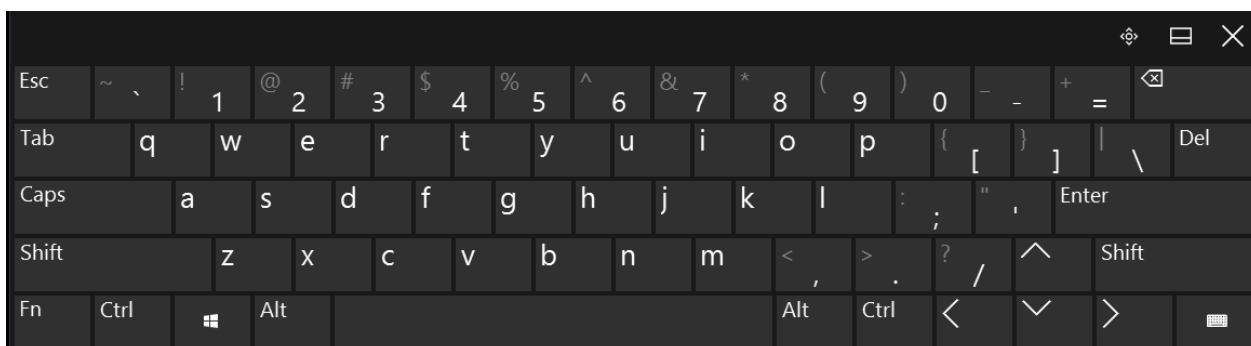 Esc ~ ` ! 1 @ 2 # 3 $ 4 % 5 ^ 6 & 7 * 8 ( 9 ) 0 _ - + =
Tab q w e r t y u i o p { [ } ] | \ Del
Caps a s d f g h j k l : ; " ' Enter
Shift z x c v b n m < , > . ? / Shift
Fn Ctrl Alt Alt Ctrl